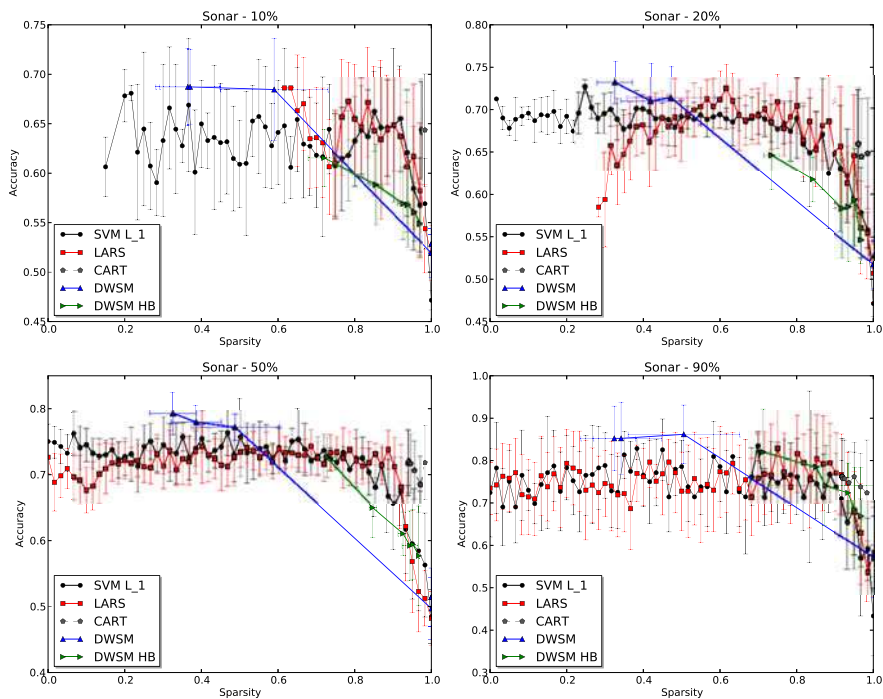 Sonar - 10%
0.75
0.70
0.65
0.60
0.55
0.50
0.45
Accuracy
SVM L_1
LARS
CART
DWSM
DWSM HB
0.0 0.2 0.4 0.6 0.8 1.0
Sparsity
Sonar - 20%
0.80
0.75
0.70
0.65
0.60
0.55
0.50
0.45
Accuracy
SVM L_1
LARS
CART
DWSM
DWSM HB
0.0 0.2 0.4 0.6 0.8 1.0
Sparsity
Sonar - 50%
0.8
0.7
0.6
0.5
0.4
Accuracy
SVM L_1
LARS
CART
DWSM
DWSM HB
0.0 0.2 0.4 0.6 0.8 1.0
Sparsity
Sonar - 90%
1.0
0.9
0.8
0.7
0.6
0.5
0.4
0.3
Accuracy
SVM L_1
LARS
CART
DWSM
DWSM HB
0.0 0.2 0.4 0.6 0.8 1.0
Sparsity